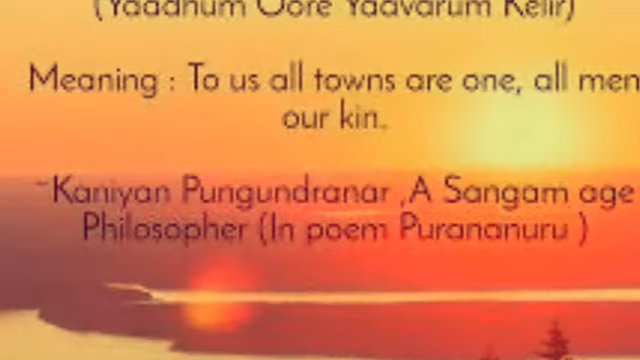 (Yaadhum Oore Yaavarum Kelir)
Meaning : To us all towns are one, all men
our kin.
~Kaniyan Pungundranar ,A Sangam age
Philosopher (In poem Purananuru )